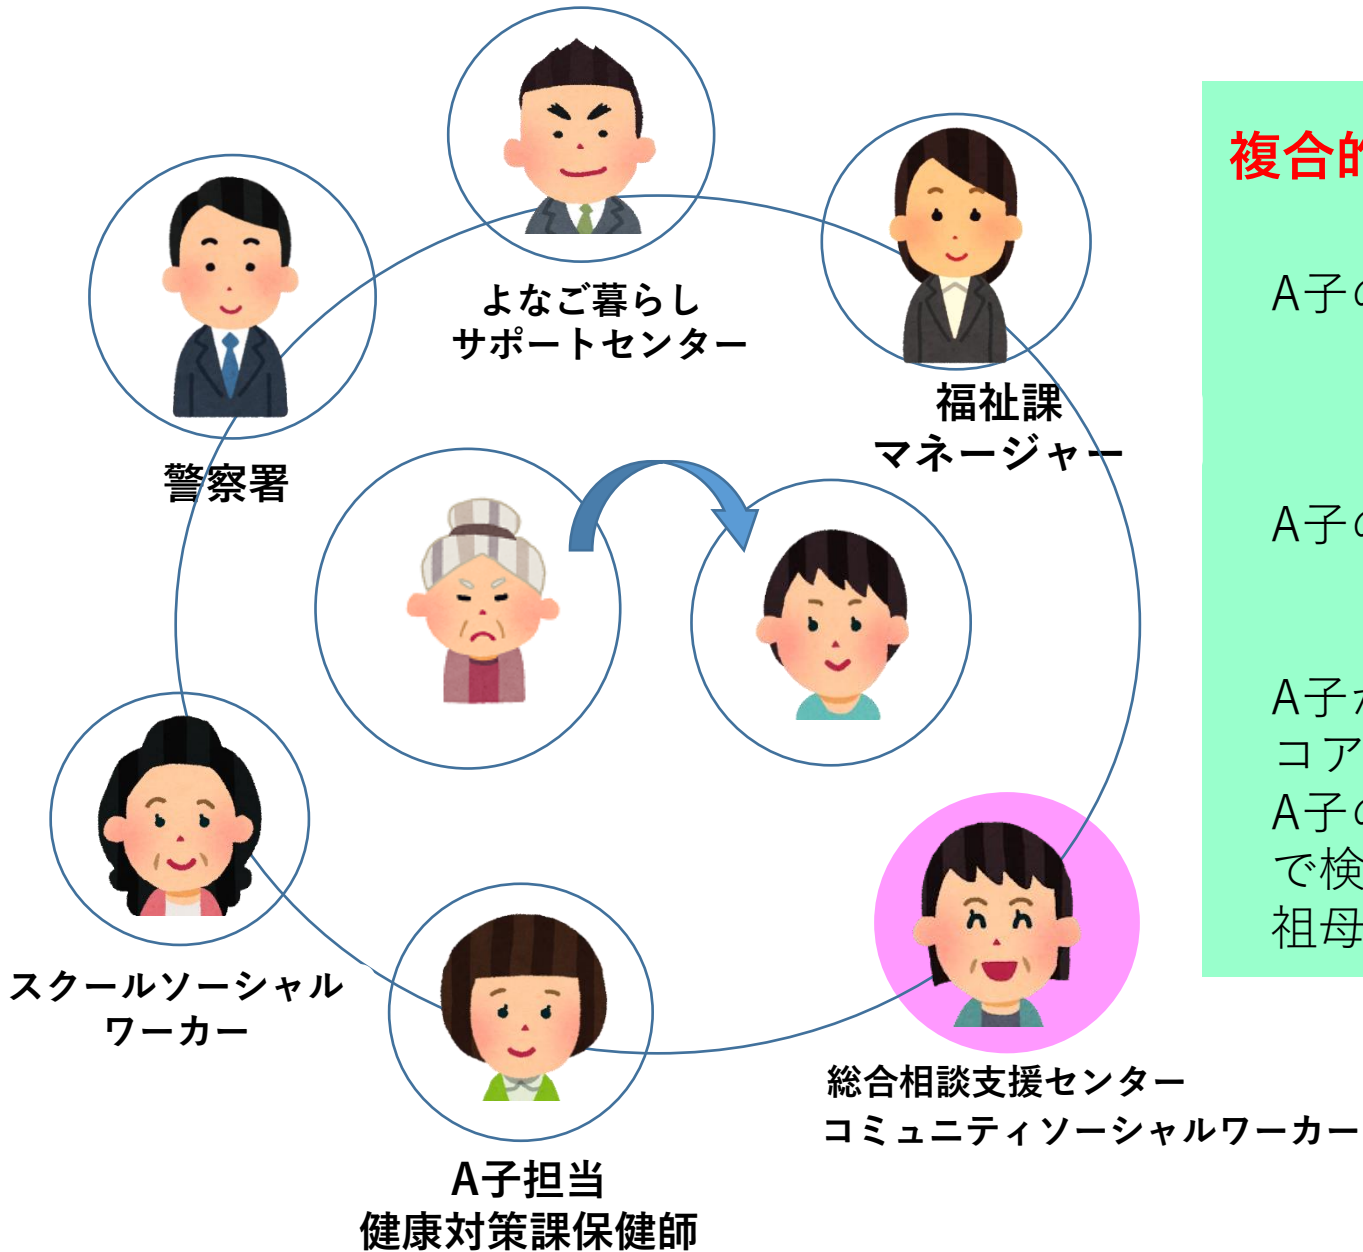 よなご暮らし
サポートセンター
福祉課
マネージャー
警察署
スクールソーシャル
ワーカー
A子担当
健康対策課保健師
総合相談支援センター
コミュニティソーシャルワーカー
複合的
A子の
A子の
A子が
コア
A子の
で検
祖母